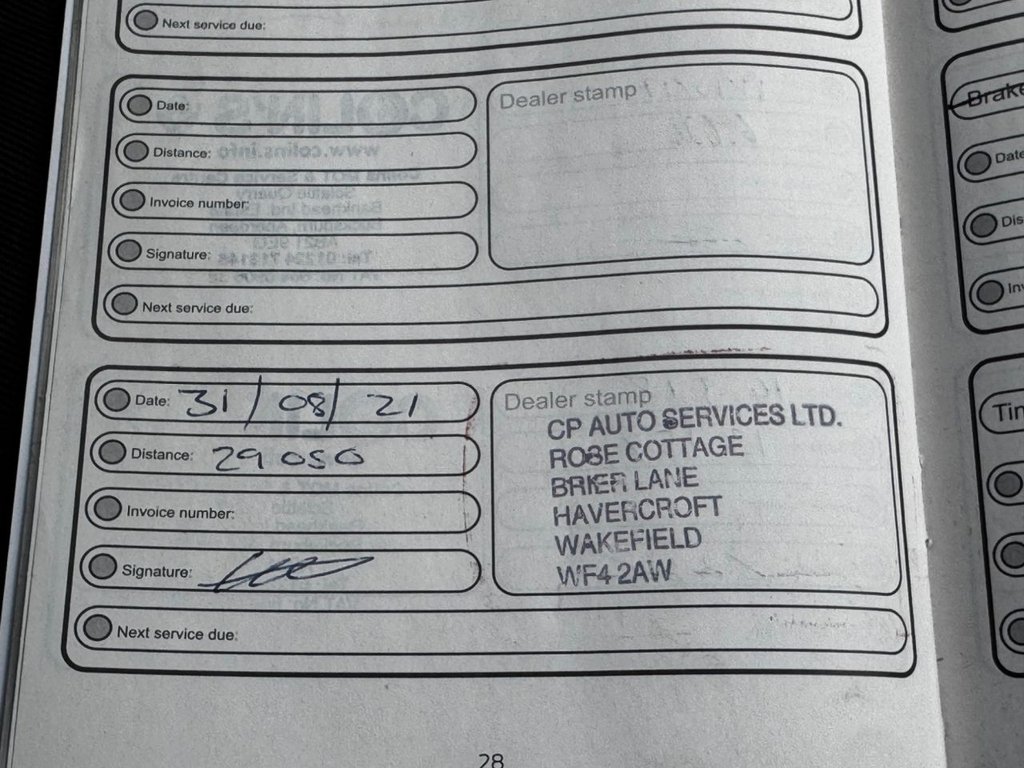 Next service due:
Date:
Dealer stamp
Distance:
Invoice number:
Signature:
Next service due:
Date: 31/08/21
Dealer stamp
CP AUTO SERVICES LTD.
Distance: 29050
ROSE COTTAGE
BRIER LANE
Invoice number:
HAVERCROFT
WAKEFIELD
Signature:
WF4 2AW
Next service due:
28
Brake
Date
Dis
Inv
Tim